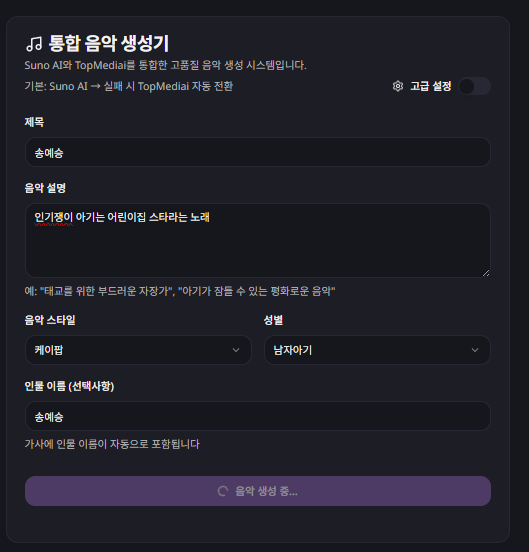 통합 음악 생성기
Suno AI와 TopMediai를 통합한 고품질 음악 생성 시스템입니다.
기본: Suno AI → 실패 시 TopMediai 자동 전환
고급 설정
제목
송예승
음악 설명
인기쟁이 아기는 어린이집 스타라는 노래
예: "태교를 위한 부드러운 자장가", "아기가 잠들 수 있는 평화로운 음악"
음악 스타일
성별
케이팝
남자아기
인물 이름 (선택사항)
송예승
가사에 인물 이름이 자동으로 포함됩니다
음악 생성 중...